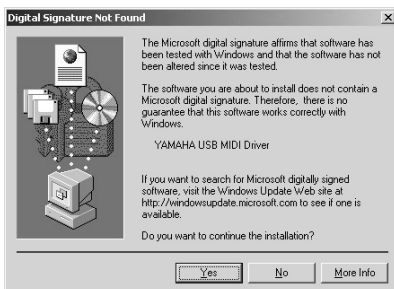 Digital Signature Not Found
The Microsoft digital signature affirms that software has
been tested with Windows and that the software has not
been altered since it was tested.
The software you are about to install does not contain a
Microsoft digital signature. Therefore, there is no
guarantee that this software works correctly with
Windows.
YAMAHA USB MIDI Driver
If you want to search for Microsoft digitally signed
software, visit the Windows Update Web site at
http://windowsupdate.microsoft.com to see if one is
available.
Do you want to continue the installation?
Yes No More Info